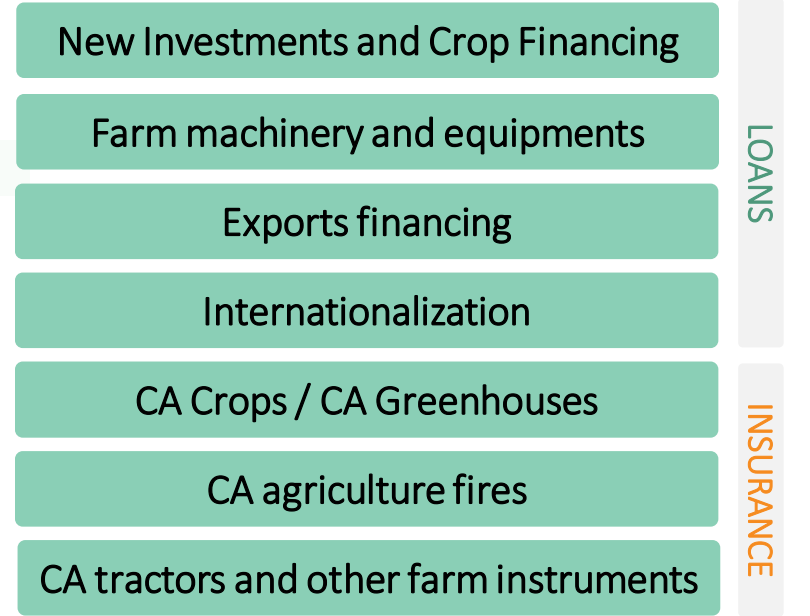 New Investments and Crop Financing
Farm machinery and equipments
Exports financing
Internationalization
LOANS
CA Crops / CA Greenhouses
CA agriculture fires
CA tractors and other farm instruments
INSURANCE